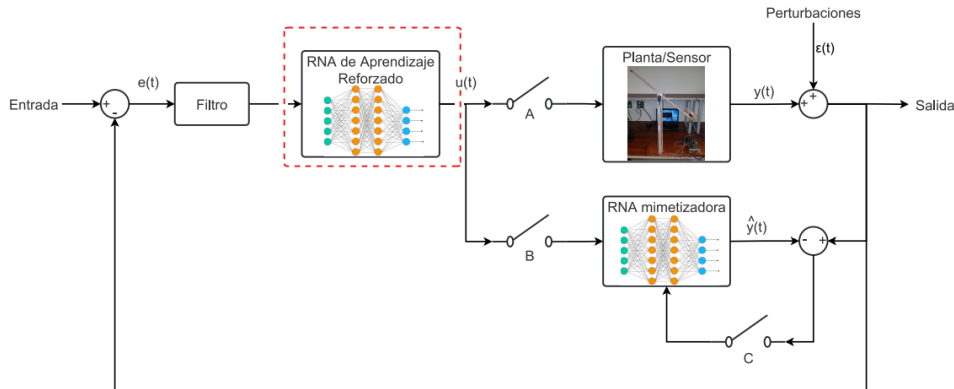 Perturbaciones
ε(t)
RNA de Aprendizaje
Reforzado
Planta/Sensor
Entrada
+
-
e(t)
Filtro
u(t)
A
y(t)
+
+
Salida
RNA mimetizadora
B
ŷ(t)
-
+
C